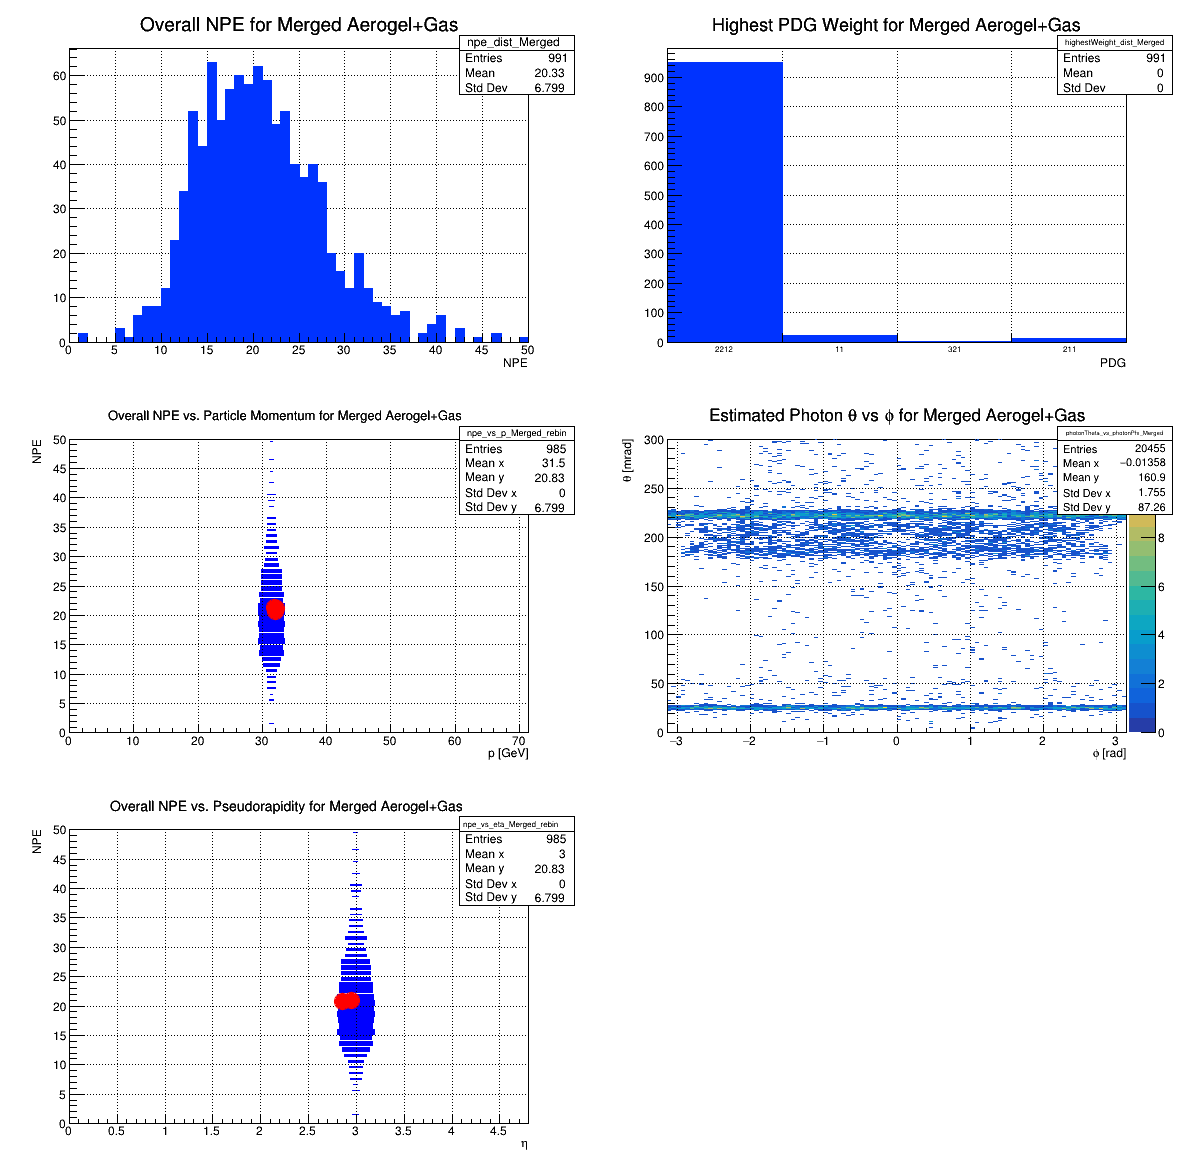 Overall NPE for Merged Aerogel+Gas
npe_dist_Merged
Entries 991
Mean 20.33
Std Dev 6.799
60
50
40
30
20
10
0
0 5 10 15 20 25 30 35 40 45 50
NPE
Highest PDG Weight for Merged Aerogel+Gas
highestWeight_dist_Merged
Entries 991
Mean 0
Std Dev 0
900
800
700
600
500
400
300
200
100
0
2212 11 321 211
PDG
Overall NPE vs. Particle Momentum for Merged Aerogel+Gas
npe_vs_p_Merged_rebin
Entries 985
Mean x 31.5
Mean y 20.83
Std Dev x 0
Std Dev y 6.799
NPE
50
45
40
35
30
25
20
15
10
5
0
0 10 20 30 40 50 60 70
p [GeV]
Estimated Photon θ vs ϕ for Merged Aerogel+Gas
photonTheta_vs_photonPhi_Merged
Entries 20455
Mean x −0.01358
Mean y 160.9
Std Dev x 1.755
Std Dev y 87.26
θ [mrad]
300
250
200
150
100
50
0
−3 −2 −1 0 1 2 3
ϕ [rad]
8
6
4
2
0
Overall NPE vs. Pseudorapidity for Merged Aerogel+Gas
npe_vs_eta_Merged_rebin
Entries 985
Mean x 3
Mean y 20.83
Std Dev x 0
Std Dev y 6.799
NPE
50
45
40
35
30
25
20
15
10
5
0
0 0.5 1 1.5 2 2.5 3 3.5 4 4.5
η